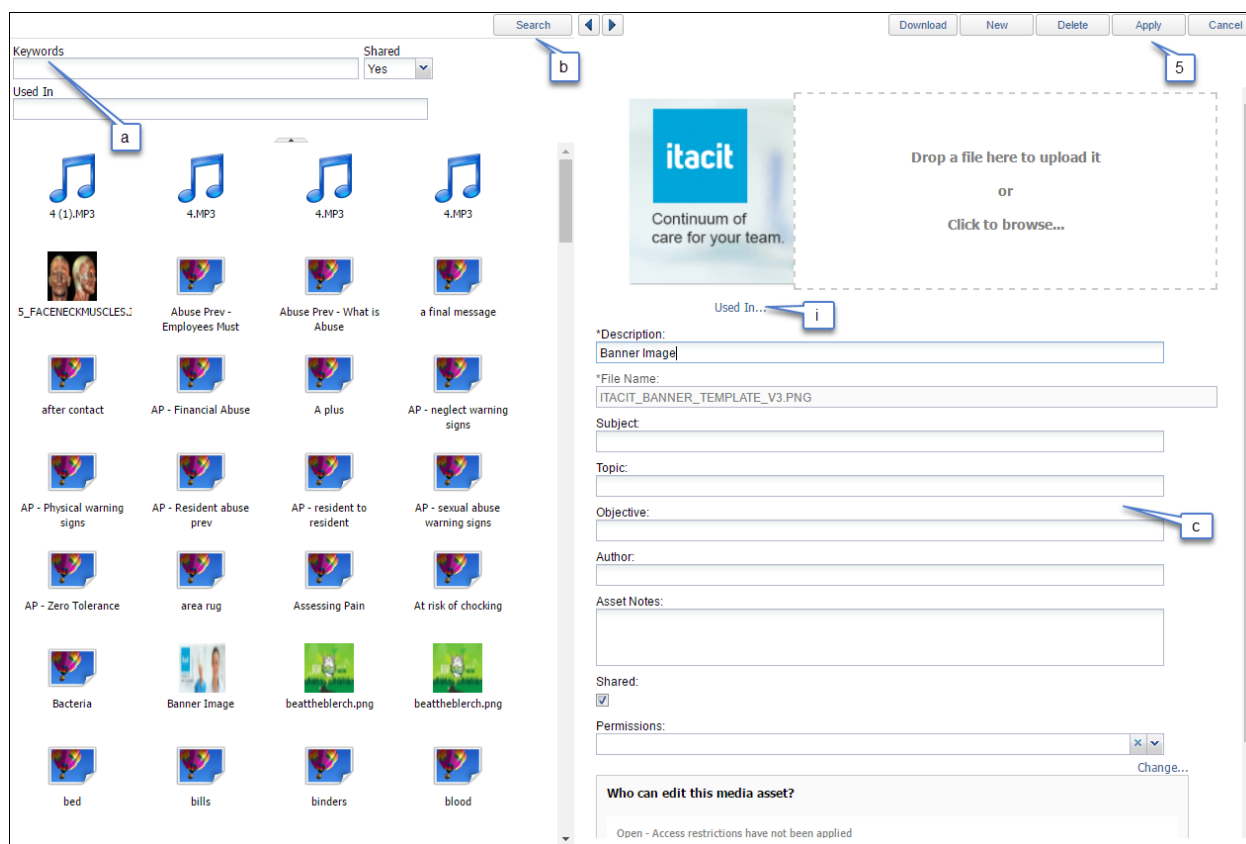 Search
Download
New
Delete
Apply
Cancel
Keywords
Shared
Yes
b
5
Used In
a
4 (1).MP3
4.MP3
4.MP3
4.MP3
5_FACENECKMUSCLES.J
Abuse Prev -
Employees Must
Abuse Prev - What is
Abuse
a final message
after contact
AP - Financial Abuse
A plus
AP - neglect warning
signs
AP - Physical warning
signs
AP - Resident abuse
prev
AP - resident to
resident
AP - sexual abuse
warning signs
AP - Zero Tolerance
area rug
Assessing Pain
At risk of chocking
Bacteria
Banner Image
beattheblerch.png
beattheblerch.png
bed
bills
binders
blood
itacit
Continuum of
care for your team.
Drop a file here to upload it
or
Click to browse...
Used In...
i
*Description:
Banner Image
*File Name:
ITACIT_BANNER_TEMPLATE_V3.PNG
Subject:
Topic:
Objective:
c
Author:
Asset Notes:
Shared:
Permissions:
Change...
Who can edit this media asset?
Open - Access restrictions have not been applied